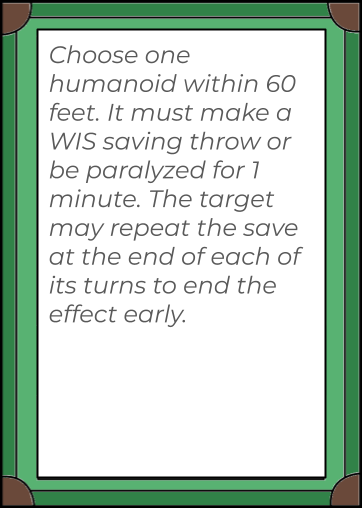 Choose one
humanoid within 60
feet. It must make a
WIS saving throw or
be paralyzed for 1
minute. The target
may repeat the save
at the end of each of
its turns to end the
effect early.